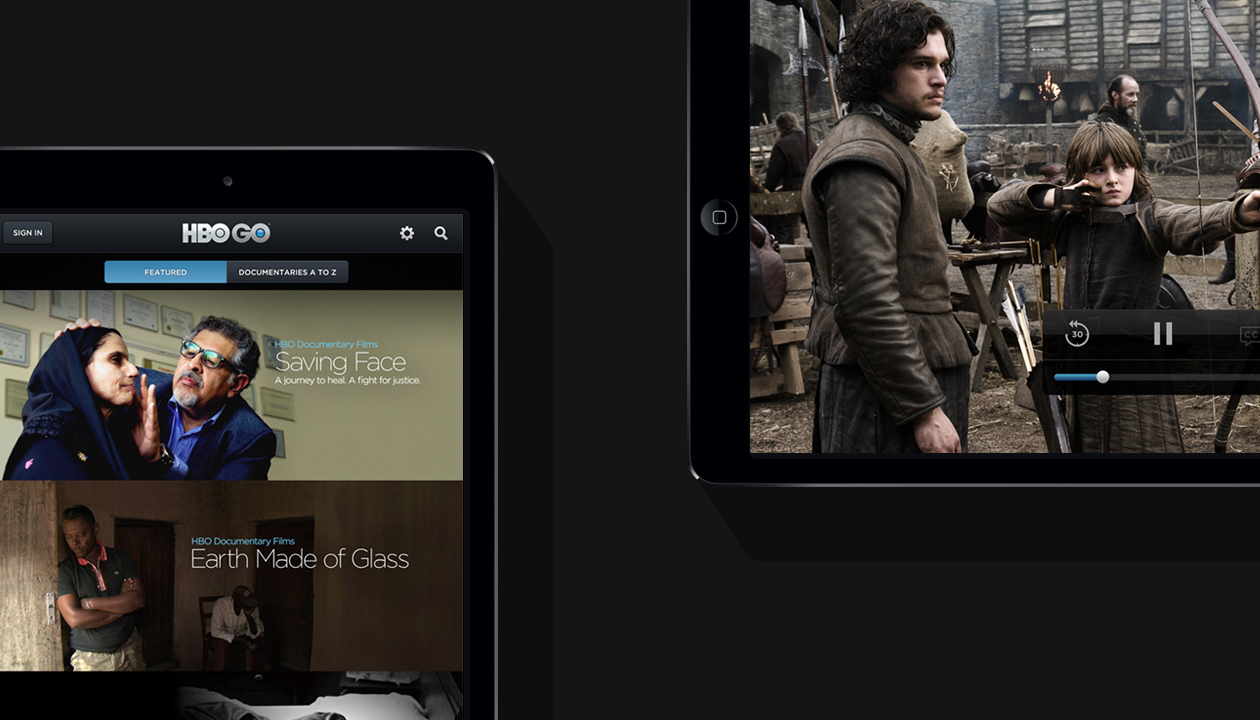 SIGN IN
HBO GO
FEATURED
DOCUMENTARIES A TO Z
HBO Documentary Films
Saving Face
A journey to heal. A fight for justice.
HBO Documentary Films
Earth Made of Glass
30